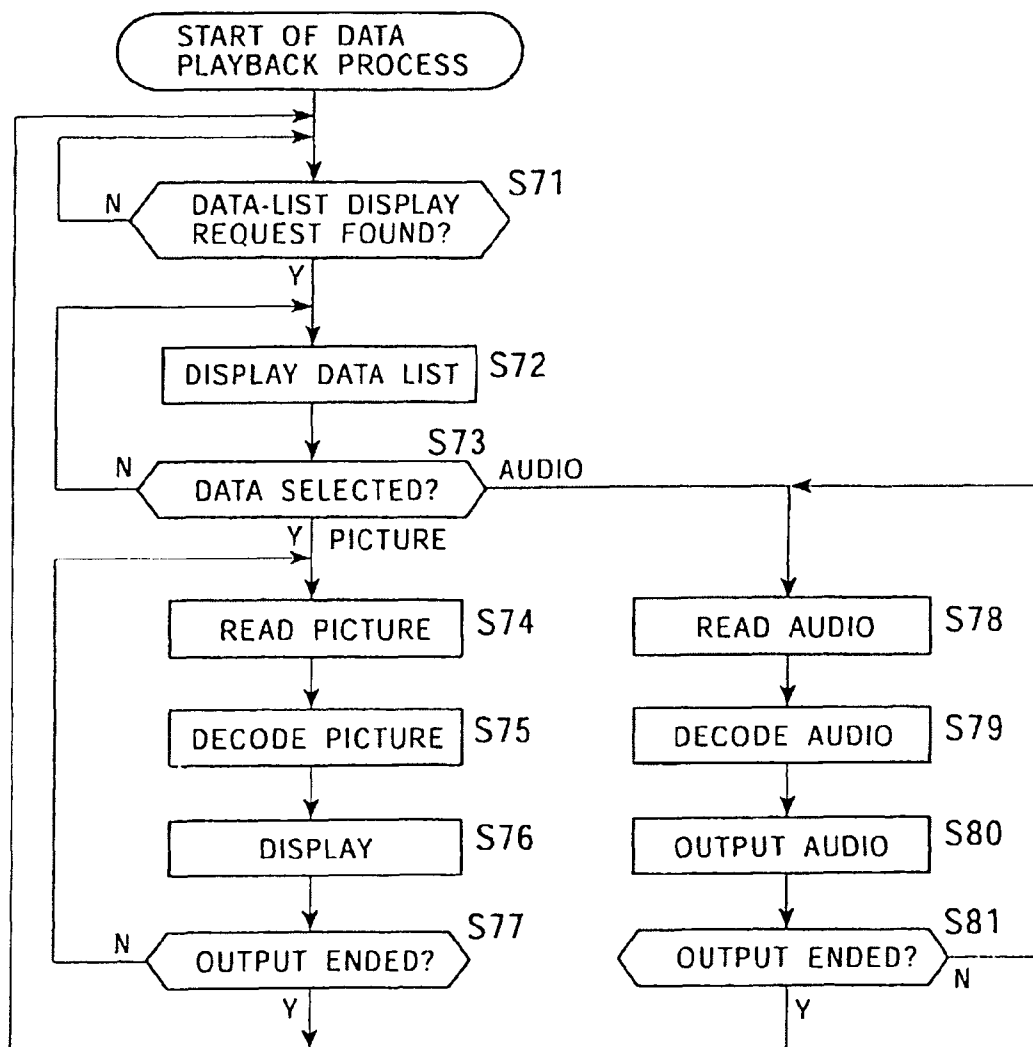 START OF DATA
PLAYBACK PROCESS
S71
N
DATA-LIST DISPLAY
REQUEST FOUND?
Y
DISPLAY DATA LIST
S72
S73
N
DATA SELECTED?
AUDIO
Y
PICTURE
READ PICTURE
S74
DECODE PICTURE
S75
DISPLAY
S76
S77
N
OUTPUT ENDED?
Y
READ AUDIO
S78
DECODE AUDIO
S79
OUTPUT AUDIO
S80
S81
OUTPUT ENDED?
N
Y